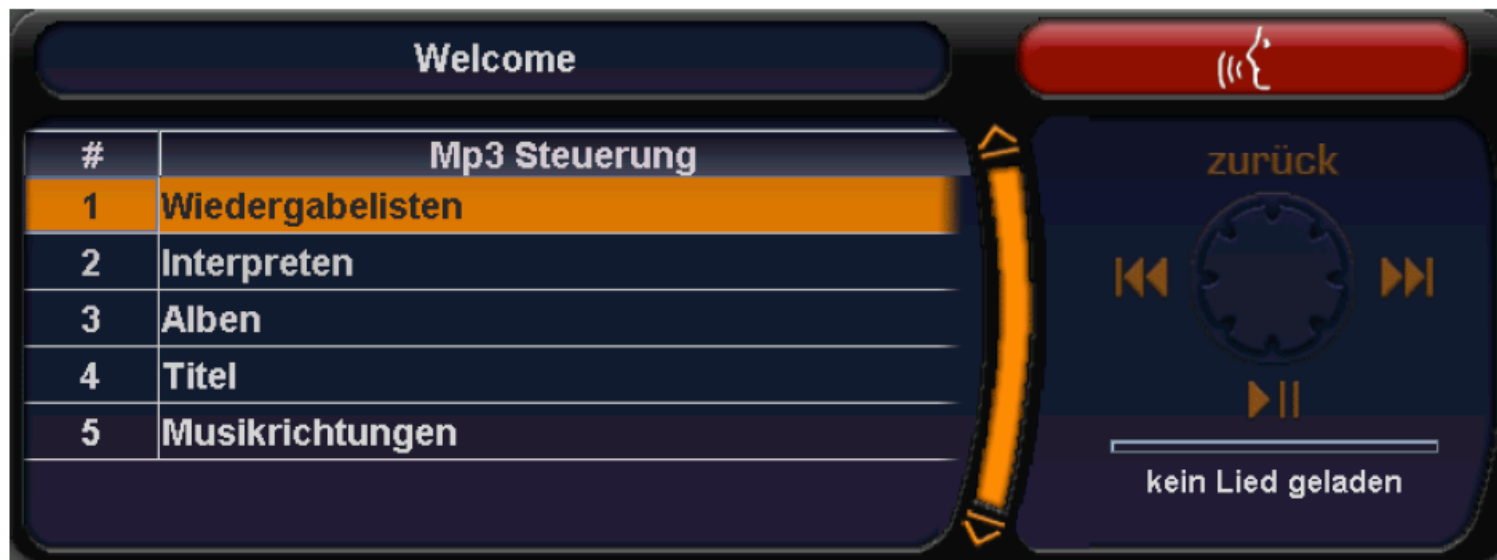 Welcome
# Mp3 Steuerung
1 Wiedergabelisten
2 Interpreten
3 Alben
4 Titel
5 Musikrichtungen
zurück
kein Lied geladen